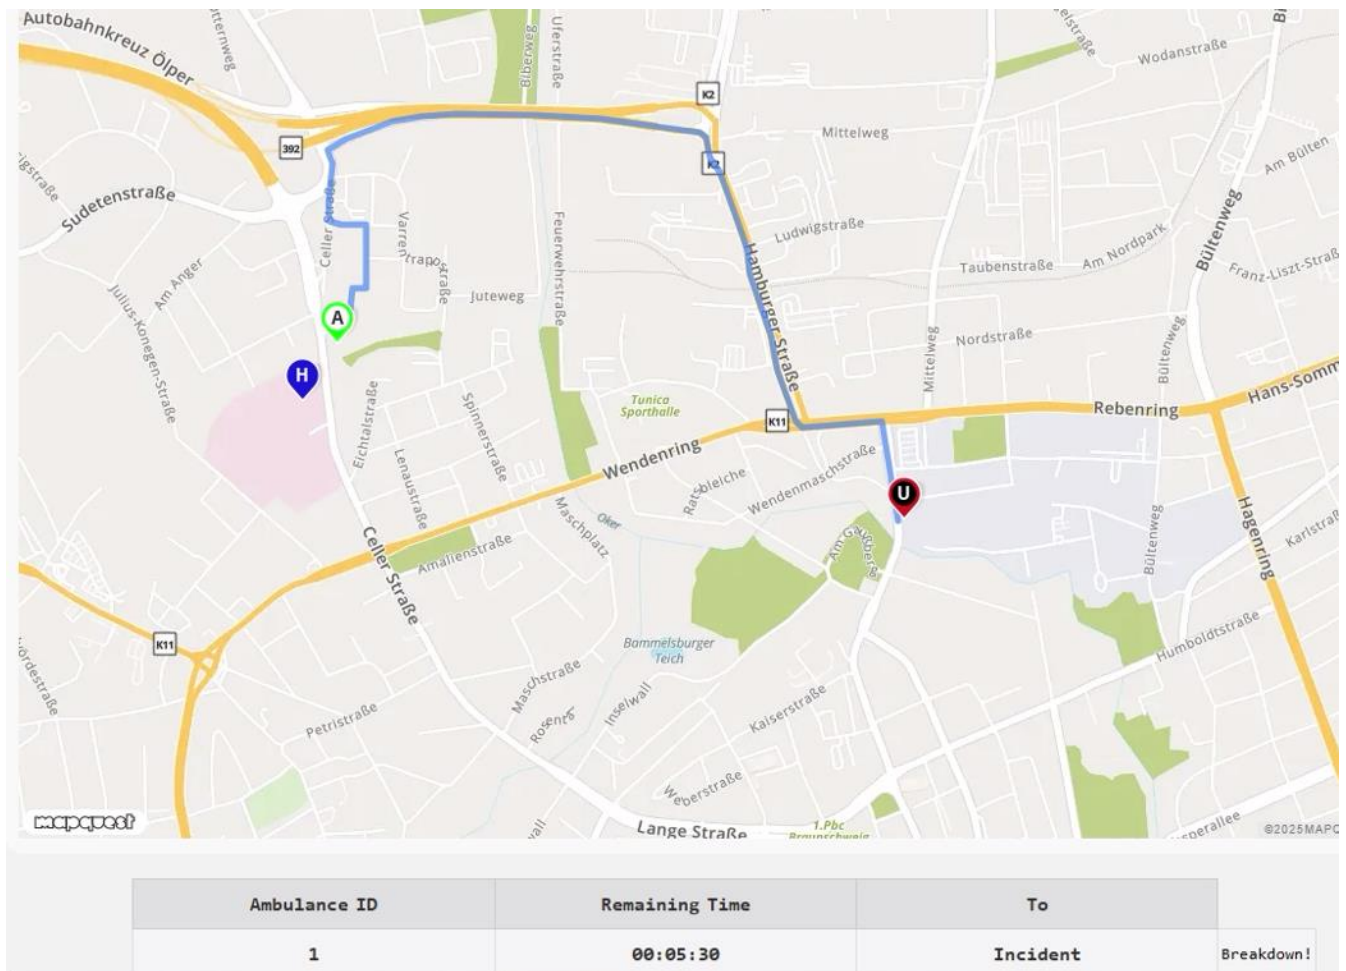 Autobahnkreuz Ölper
Biberweg
Uferstraße
Wodanstraße
K2
392
Mittelweg
K2
Am Bülten
Sudetenstraße
Celler Straße
Feuerwehrstraße
Ludwigstraße
Am Nordpark
Bültenweg
Franz-Liszt-Straß
Am Anger
Juteweg
Taubenstraße
Hamburger Straße
Julius-Konegen-Straße
A
Nordstraße
Mittelweg
Bültenweg
H
Tunica
Sporthalle
Hans-Somm
Rebenring
K11
Eichtalstraße
Spinnerstraße
Wendenring
Wendenmaschstraße
Lenaustraße
U
Maschplatz
Oker
Am Gaußberg
Bültenweg
Hagenring
Karlstraß
Amalienstraße
Celler Straße
K11
Bammelsburger
Teich
Humboldtstraße
Maschstraße
Inselwall
Kaiserstraße
Petristraße
Weberstraße
mapquest
Lange Straße
1.Pbc
Braunschweig
sperallee
©2025MAPQ
Ambulance ID Remaining Time To
1 00:05:30 Incident Breakdown!